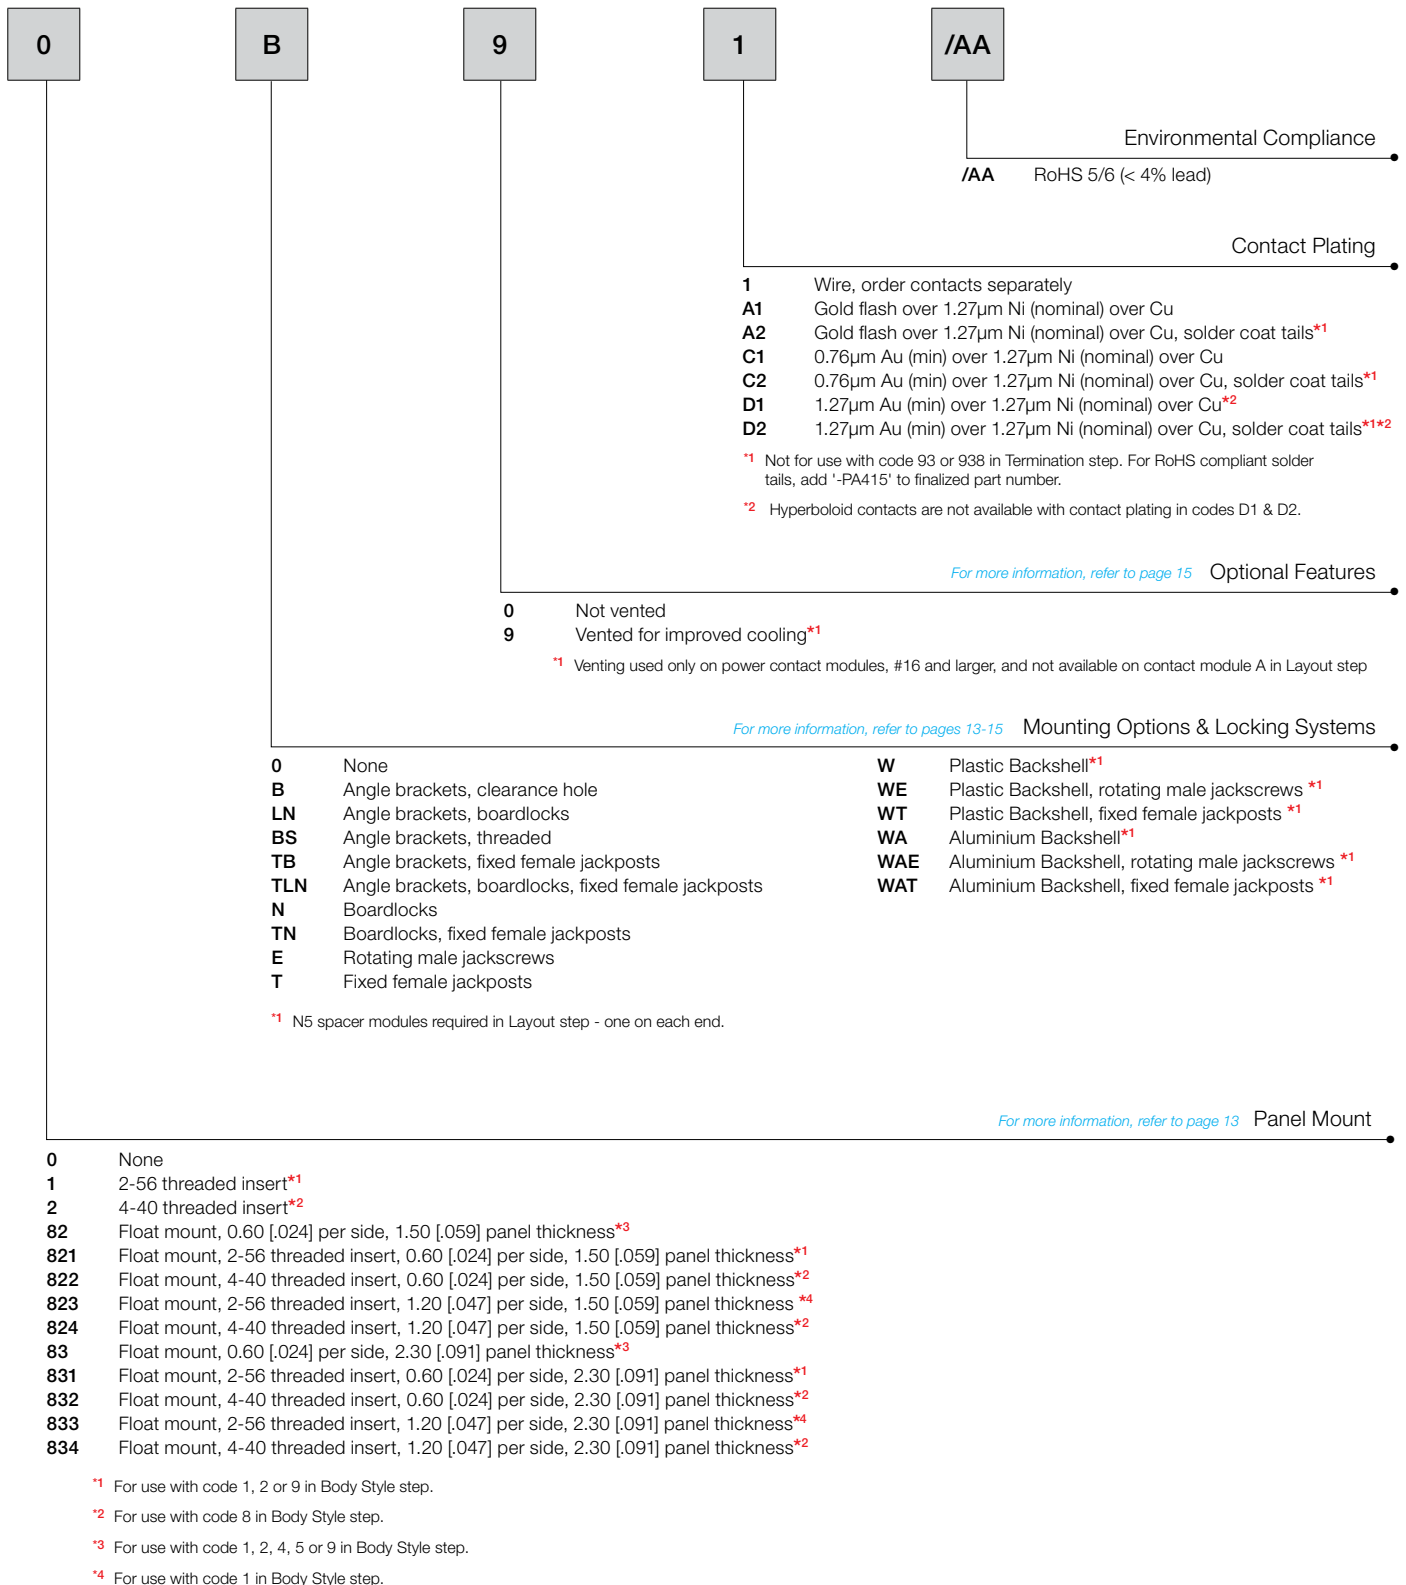 0 B 9 1 /AA
Environmental Compliance
/AA RoHS 5/6 (< 4% lead)
Contact Plating
1 Wire, order contacts separately
A1 Gold flash over 1.27µm Ni (nominal) over Cu
A2 Gold flash over 1.27µm Ni (nominal) over Cu, solder coat tails*1
C1 0.76µm Au (min) over 1.27µm Ni (nominal) over Cu
C2 0.76µm Au (min) over 1.27µm Ni (nominal) over Cu, solder coat tails*1
D1 1.27µm Au (min) over 1.27µm Ni (nominal) over Cu*2
D2 1.27µm Au (min) over 1.27µm Ni (nominal) over Cu, solder coat tails*1*2
*1 Not for use with code 93 or 938 in Termination step. For RoHS compliant solder
tails, add '-PA415' to finalized part number.
*2 Hyperboloid contacts are not available with contact plating in codes D1 & D2.
For more information, refer to page 15 Optional Features
0 Not vented
9 Vented for improved cooling*1
*1 Venting used only on power contact modules, #16 and larger, and not available on contact module A in Layout step
For more information, refer to pages 13-15 Mounting Options & Locking Systems
0 None
B Angle brackets, clearance hole
LN Angle brackets, boardlocks
BS Angle brackets, threaded
TB Angle brackets, fixed female jackposts
TLN Angle brackets, boardlocks, fixed female jackposts
N Boardlocks
TN Boardlocks, fixed female jackposts
E Rotating male jackscrews
T Fixed female jackposts
W Plastic Backshell*1
WE Plastic Backshell, rotating male jackscrews *1
WT Plastic Backshell, fixed female jackposts *1
WA Aluminium Backshell*1
WAE Aluminium Backshell, rotating male jackscrews *1
WAT Aluminium Backshell, fixed female jackposts *1
*1 N5 spacer modules required in Layout step - one on each end.
For more information, refer to page 13 Panel Mount
0 None
1 2-56 threaded insert*1
2 4-40 threaded insert*2
82 Float mount, 0.60 [.024] per side, 1.50 [.059] panel thickness*3
821 Float mount, 2-56 threaded insert, 0.60 [.024] per side, 1.50 [.059] panel thickness*1
822 Float mount, 4-40 threaded insert, 0.60 [.024] per side, 1.50 [.059] panel thickness*2
823 Float mount, 2-56 threaded insert, 1.20 [.047] per side, 1.50 [.059] panel thickness *4
824 Float mount, 4-40 threaded insert, 1.20 [.047] per side, 1.50 [.059] panel thickness*2
83 Float mount, 0.60 [.024] per side, 2.30 [.091] panel thickness*3
831 Float mount, 2-56 threaded insert, 0.60 [.024] per side, 2.30 [.091] panel thickness*1
832 Float mount, 4-40 threaded insert, 0.60 [.024] per side, 2.30 [.091] panel thickness*2
833 Float mount, 2-56 threaded insert, 1.20 [.047] per side, 2.30 [.091] panel thickness*4
834 Float mount, 4-40 threaded insert, 1.20 [.047] per side, 2.30 [.091] panel thickness*2
*1 For use with code 1, 2 or 9 in Body Style step.
*2 For use with code 8 in Body Style step.
*3 For use with code 1, 2, 4, 5 or 9 in Body Style step.
*4 For use with code 1 in Body Style step.